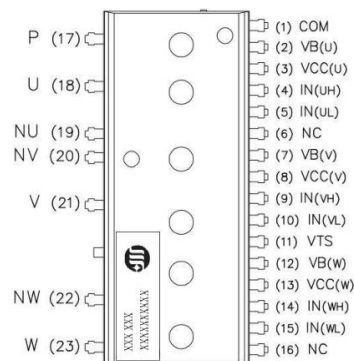 P (17)
U (18)
NU (19)
NV (20)
V (21)
NW (22)
W (23)
XXX XXX
XXXXXXXXXX
(1) COM
(2) VB(U)
(3) VCC(U)
(4) IN(UH)
(5) IN(UL)
(6) NC
(7) VB(V)
(8) VCC(V)
(9) IN(VH)
(10) IN(VL)
(11) VTS
(12) VB(W)
(13) VCC(W)
(14) IN(WH)
(15) IN(WL)
(16) NC